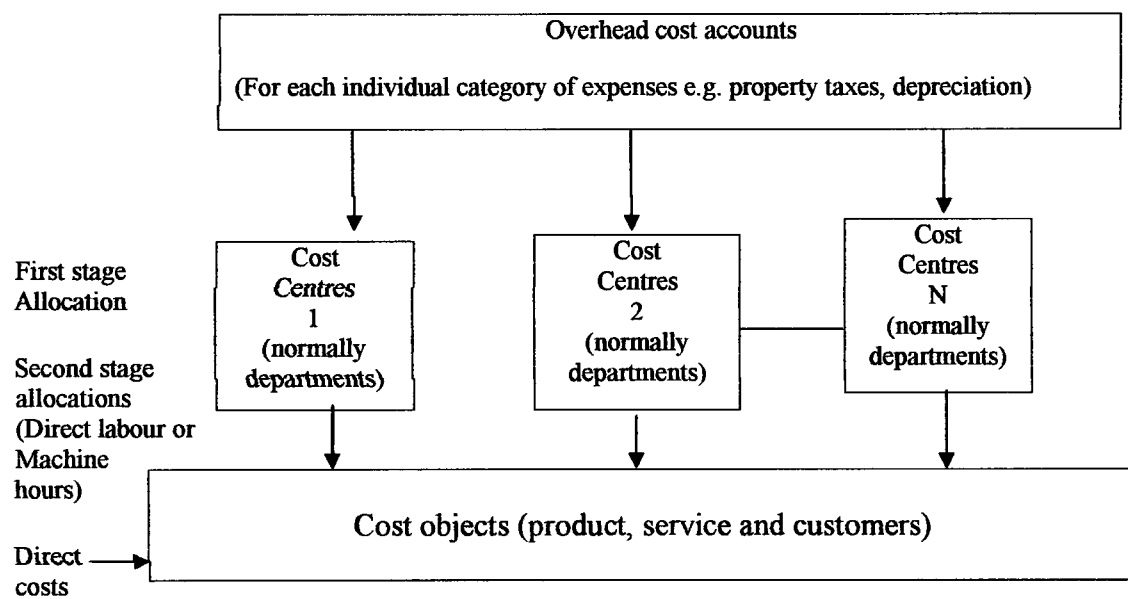 Overhead cost accounts
(For each individual category of expenses e.g. property taxes, depreciation)
First stage
Allocation
Cost
Centres
1
(normally
departments)
Cost
Centres
2
(normally
departments)
Cost
Centres
N
(normally
departments)
Second stage
allocations
(Direct labour or
Machine
hours)
Cost objects (product, service and customers)
Direct
costs